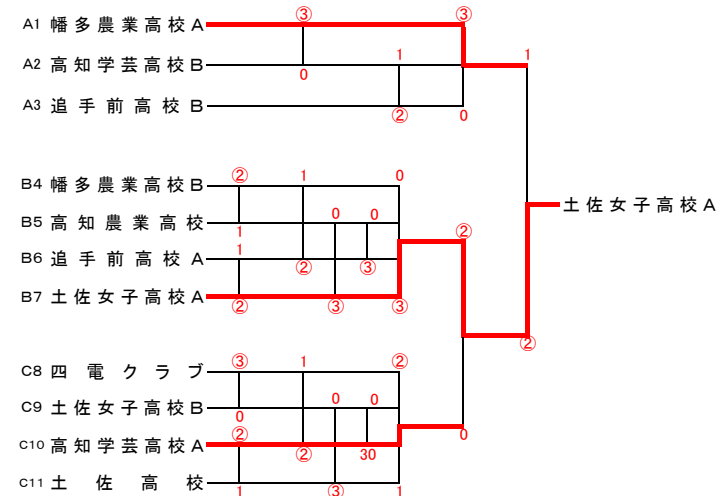 ③ ③
A1 幡多農業高校A
1 1
A2 高知学芸高校B
0
A3 追手前高校B
② 0
② 1 0
B4 幡多農業高校B
土佐女子高校A
0 0
B5 高知農業高校
1 ②
1
B6 追手前高校A
② ③
B7 土佐女子高校A
② ③ ③
②
③ 1 ②
C8 四電クラブ
0 0
C9 土佐女子高校B
0
② 0
C10 高知学芸高校A
② 30
C11 土佐高校
1 ③ 1